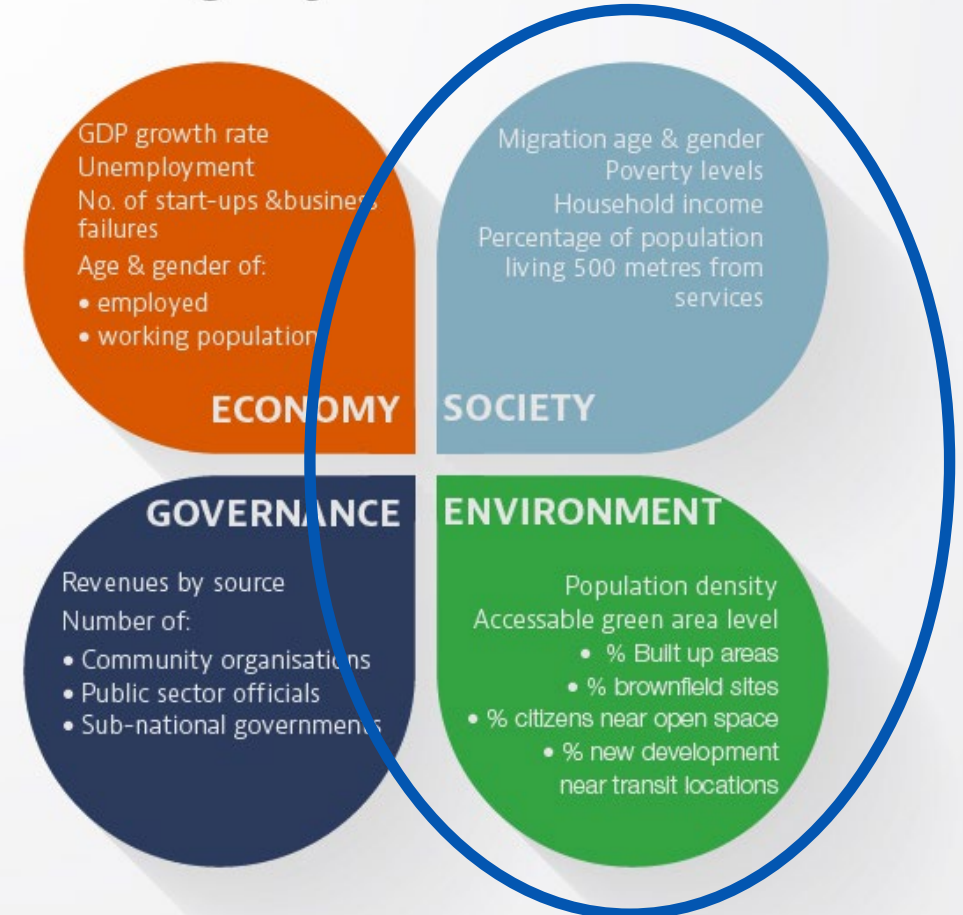 GDP growth rate
Unemployment
No. of start-ups &business
failures
Age & gender of:
• employed
• working population
ECONOMY
Migration age & gender
Poverty levels
Household income
Percentage of population
living 500 metres from
services
SOCIETY
GOVERNANCE
Revenues by source
Number of:
• Community organisations
• Public sector officials
• Sub-national governments
ENVIRONMENT
Population density
Accessable green area level
• % Built up areas
• % brownfield sites
• % citizens near open space
• % new development
near transit locations